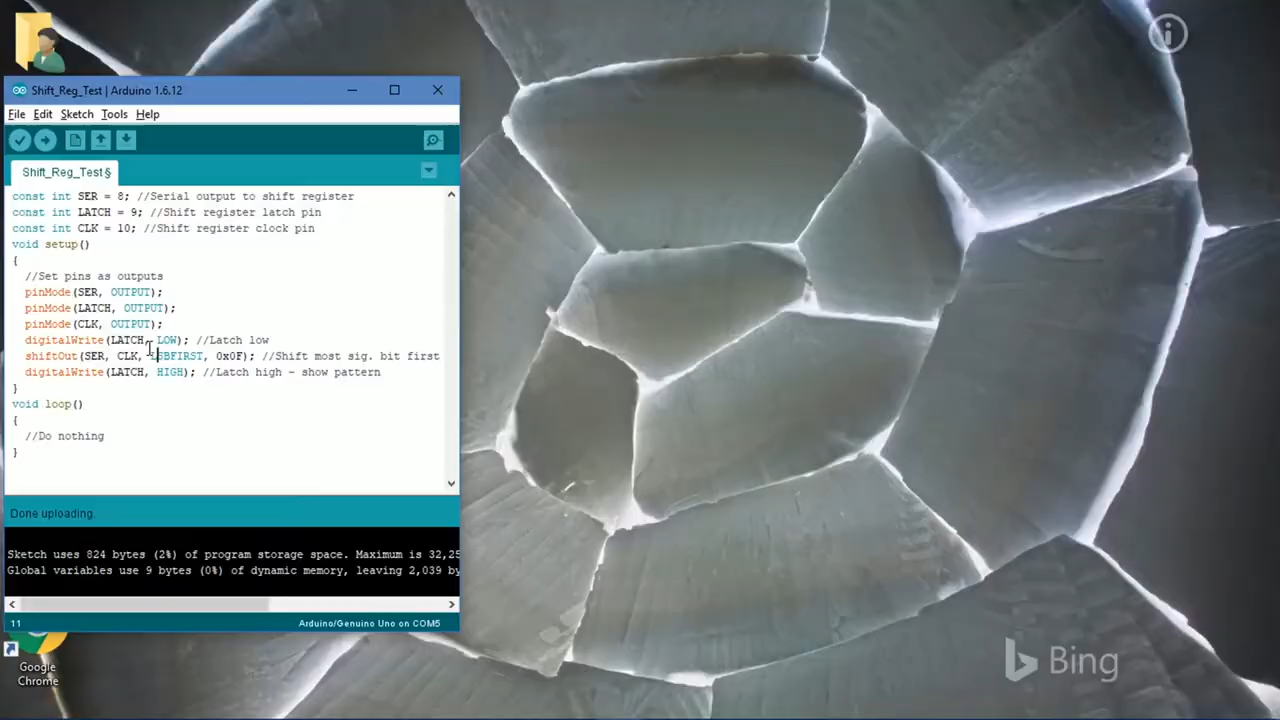 Shift_Reg_Test | Arduino 1.6.12
File Edit Sketch Tools Help
Shift_Reg_Test§
const int SER = 8; //Serial output to shift register
const int LATCH = 9; //Shift register latch pin
const int CLK = 10; //Shift register clock pin
void setup()
{
//Set pins as outputs
pinMode(SER, OUTPUT);
pinMode(LATCH, OUTPUT);
pinMode(CLK, OUTPUT);
digitalWrite(LATCH, LOW); //Latch low
shiftOut(SER, CLK, LSBFIRST, 0x0F); //Shift most sig. bit first
digitalWrite(LATCH, HIGH); //Latch high - show pattern
}
void loop()
{
//Do nothing
}
Done uploading.
Sketch uses 824 bytes (2%) of program storage space. Maximum is 32,25
Global variables use 9 bytes (0%) of dynamic memory, leaving 2,039 by
11 Arduino/Genuino Uno on COM5
Google
Chrome
Bing